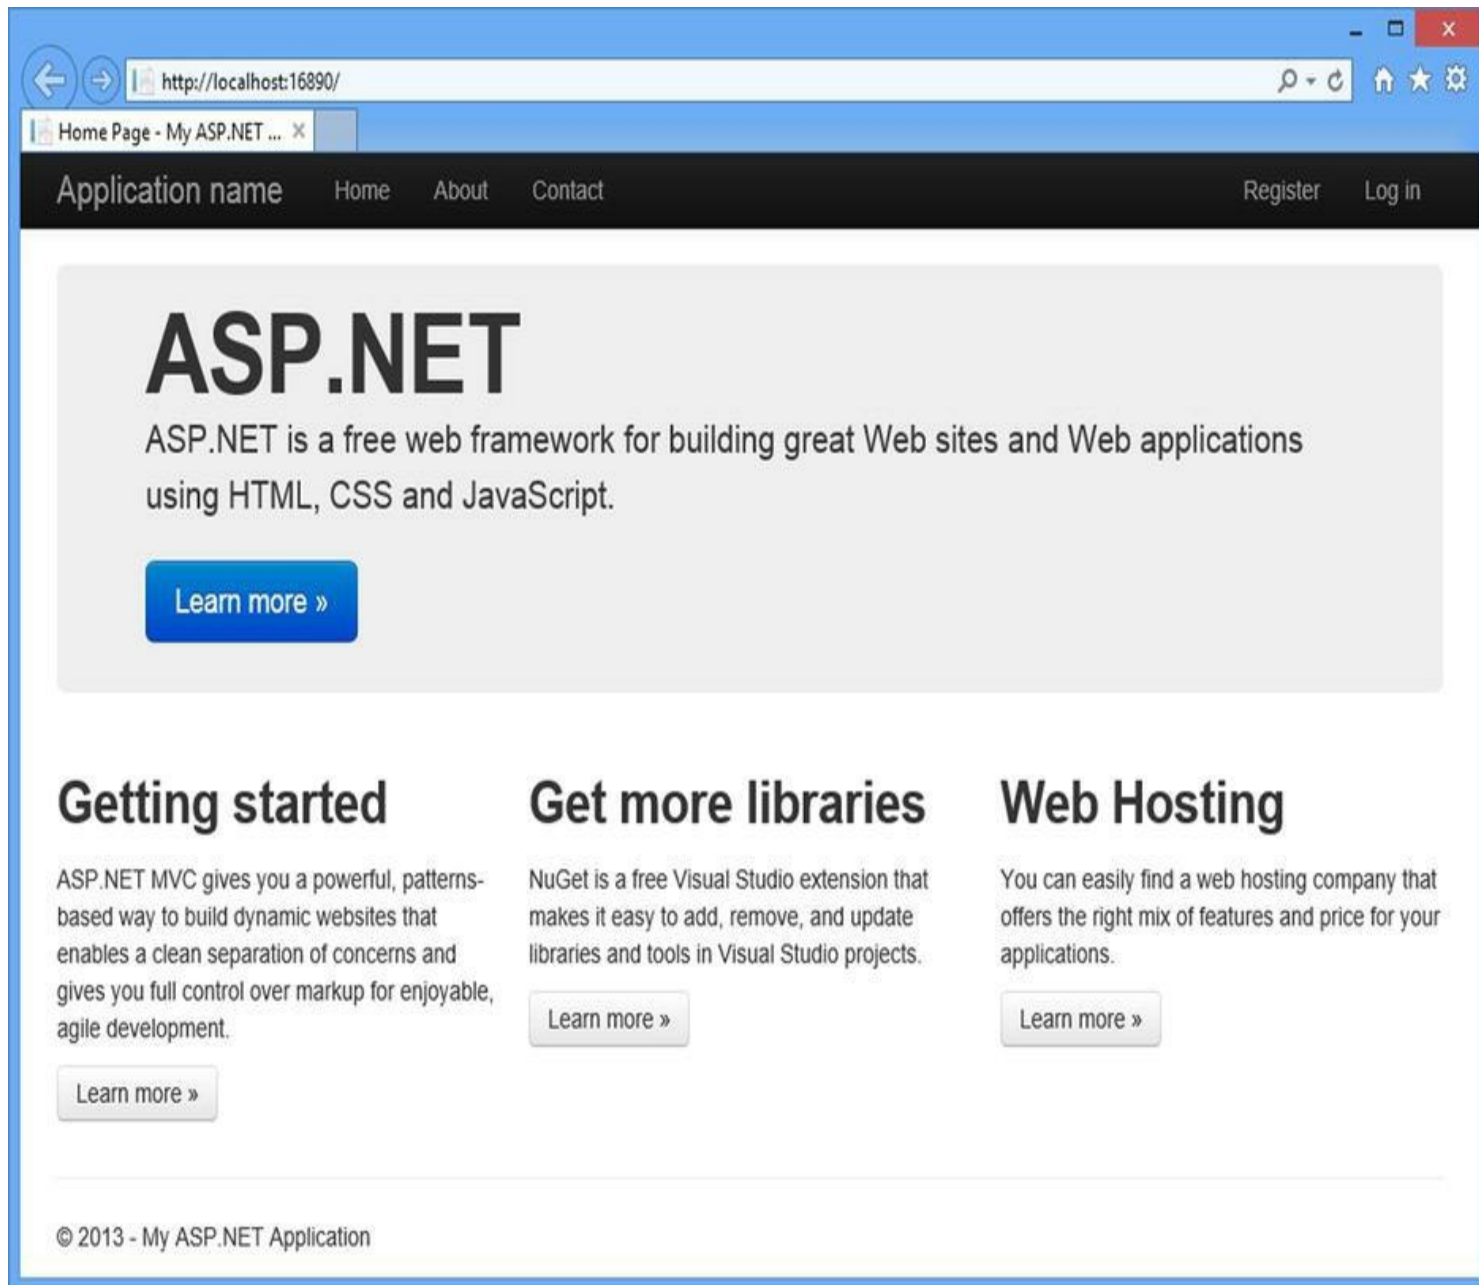 http://localhost:16890/
Home Page - My ASP.NET ...
Application name Home About Contact Register Log in
ASP.NET
ASP.NET is a free web framework for building great Web sites and Web applications
using HTML, CSS and JavaScript.
Learn more »
Getting started
ASP.NET MVC gives you a powerful, patterns-
based way to build dynamic websites that
enables a clean separation of concerns and
gives you full control over markup for enjoyable,
agile development.
Learn more »
Get more libraries
NuGet is a free Visual Studio extension that
makes it easy to add, remove, and update
libraries and tools in Visual Studio projects.
Learn more »
Web Hosting
You can easily find a web hosting company that
offers the right mix of features and price for your
applications.
Learn more »
© 2013 - My ASP.NET Application